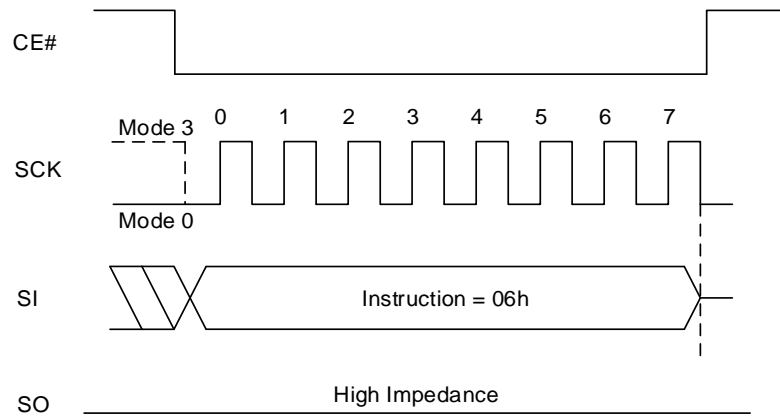 CE#
0 1 2 3 4 5 6 7
Mode 3
SCK
Mode 0
SI
Instruction = 06h
High Impedance
SO